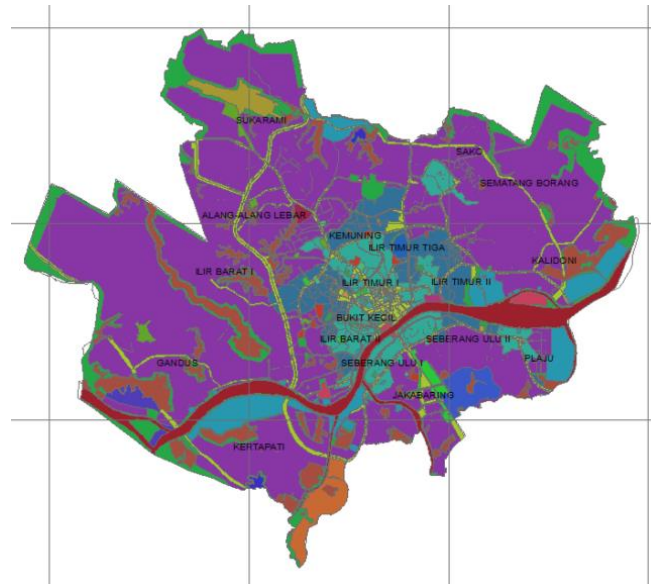 SUKARAMI
SAKO
SEMATANG BORANG
ALANG-ALANG LEBAR
KEMUNING
ILIR TIMUR TIGA
KALIDONI
ILIR BARAT I
ILIR TIMUR I
ILIR TIMUR II
BUKIT KECIL
ILIR BARAT II
SEBERANG ULU II
GANDUS
SEBERANG ULU I
PLAJU
JAKABARING
KERTAPATI